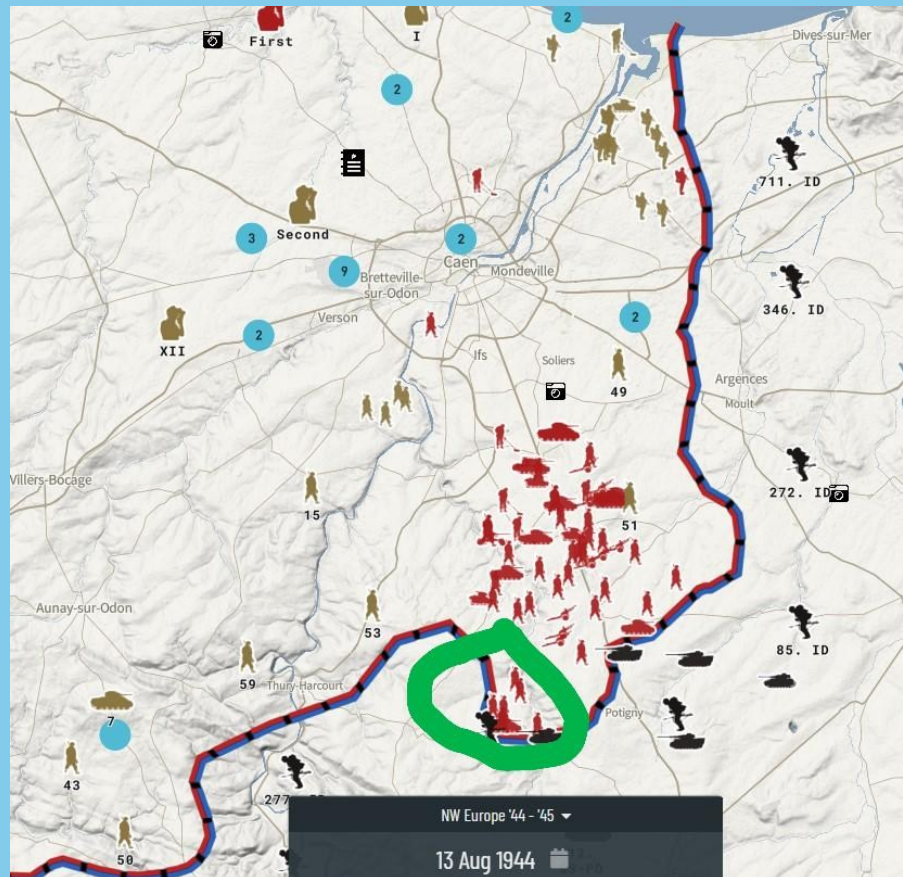 First
I
2
Dives-sur-Mer
2
711. ID
Second
3
2
Caen
Mondeville
9
Bretteville-
sur-Odon
346. ID
Verson
2
2
XII
Ifs
Soliers
49
Argences
Moult
Villers-Bocage
15
51
272. ID
Aunay-sur-Odon
53
85. ID
59
Thury-Harcourt
7
Potigny
43
277
50
NW Europe '44 - '45
13 Aug 1944